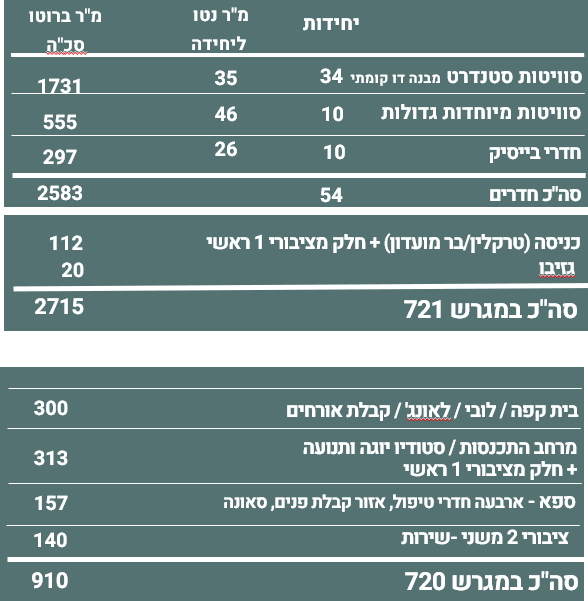 יחידות מ"ר נטו ליחידה מ"ר ברוטו סכ"ה
סוויטות סטנדרט מבנה דו קומתי 34 35 1731
סוויטות מיוחדות גדולות 10 46 555
חדרי בייסיק 10 26 297
סה"כ חדרים 54 2583
כניסה (טרקלין/בר מועדון) + חלק מציבורי 1 ראשי 112
גזיבו 20
סה"כ במגרש 721 2715
בית קפה / לובי / לאונג' / קבלת אורחים 300
מרחב התכנסות / סטודיו יוגה ותנועה
+ חלק מציבורי 1 ראשי 313
ספא - ארבעה חדרי טיפול, אזור קבלת פנים, סאונה 157
ציבורי 2 משני -שירות 140
סה"כ במגרש 720 910